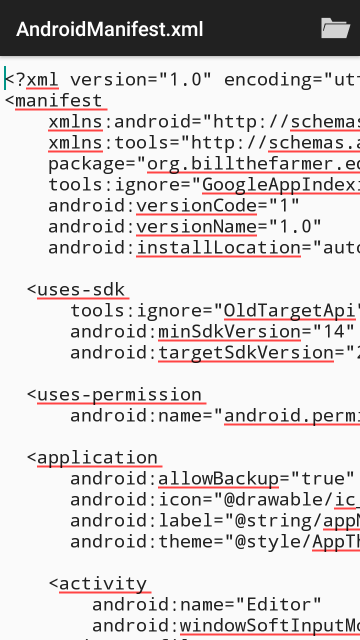 AndroidManifest.xml
<?xml version="1.0" encoding="ut
<manifest
xmlns:android="http://schemas
xmlns:tools="http://schemas.a
package="org.billthefarmer.ed
tools:ignore="GoogleAppIndexi
android:versionCode="1"
android:versionName="1.0"
android:installLocation="auto
<uses-sdk
tools:ignore="OldTargetApi"
android:minSdkVersion="14"
android:targetSdkVersion="2
<uses-permission
android:name="android.permi
<application
android:allowBackup="true"
android:icon="@drawable/ic_
android:label="@string/appN
android:theme="@style/AppTh
<activity
android:name="Editor"
android:windowSoftInputMo